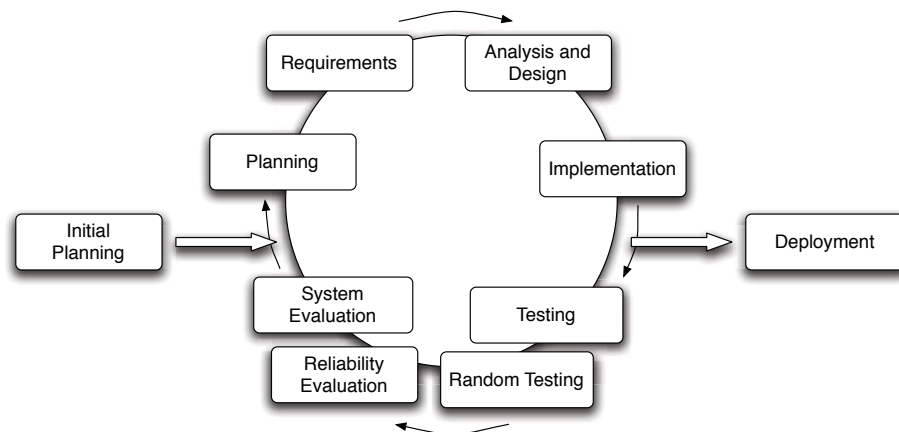 Requirements
Analysis and
Design
Planning
Implementation
Initial
Planning
Deployment
System
Evaluation
Testing
Reliability
Evaluation
Random Testing